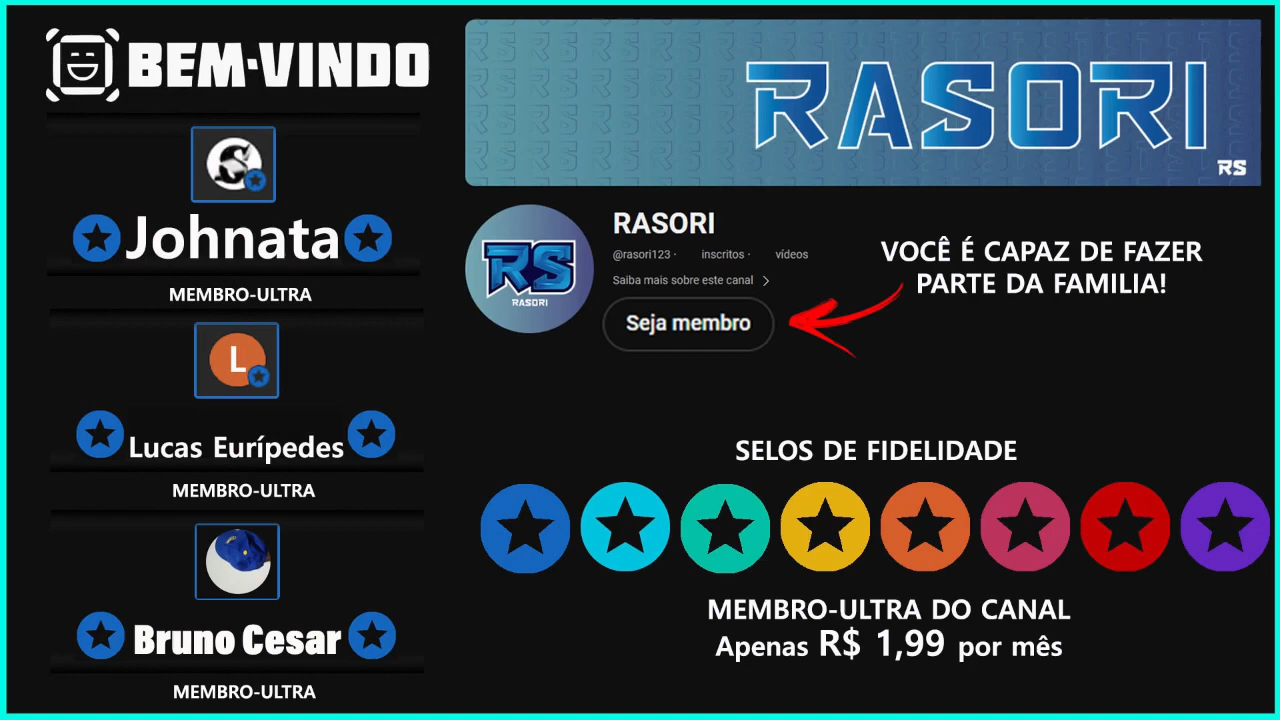 BEM-VINDO
S
Johnata
MEMBRO-ULTRA
L
Lucas Eurípedes
MEMBRO-ULTRA
Bruno Cesar
MEMBRO-ULTRA
RASORI
RS
RS
RASORI
RASORI
@rasori123 · inscritos · vídeos
Saiba mais sobre este canal >
Seja membro
VOCÊ É CAPAZ DE FAZER
PARTE DA FAMILIA!
SELOS DE FIDELIDADE
MEMBRO-ULTRA DO CANAL
Apenas R$ 1,99 por mês